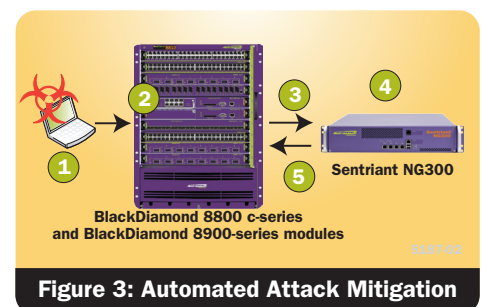 2
3
4
1
5
Sentriant NG300
BlackDiamond 8800 c-series
and BlackDiamond 8900-series modules
Figure 3: Automated Attack Mitigation